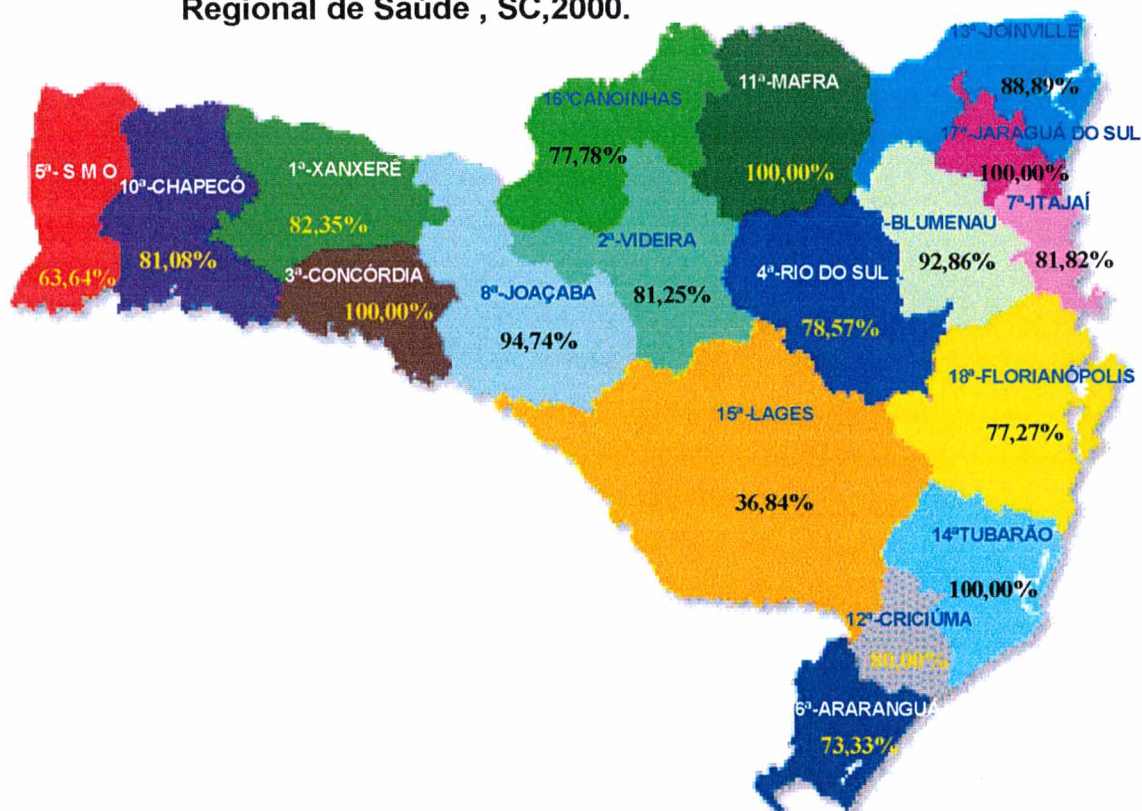 Regional de Saúde , SC,2000.
13ª-JOINVILLE
88,89%
16ªCANOINHAS
77,78%
11ª-MAFRA
100,00%
17ª-JARAGUÁ DO SUL
100,00%
5ª- S M O
63,64%
10ª-CHAPECÓ
81,08%
1ª-XANXERÊ
82,35%
3ª-CONCÓRDIA
100,00%
8ª-JOAÇABA
94,74%
2ª-VIDEIRA
81,25%
4ª-RIO DO SUL
78,57%
-BLUMENAU
92,86%
7ª-ITAJAÍ
81,82%
18ª-FLORIANÓPOLIS
77,27%
15ª-LAGES
36,84%
14ªTUBARÃO
100,00%
12ª-CRICIÚMA
80,00%
6ª-ARARANGUÁ
73,33%